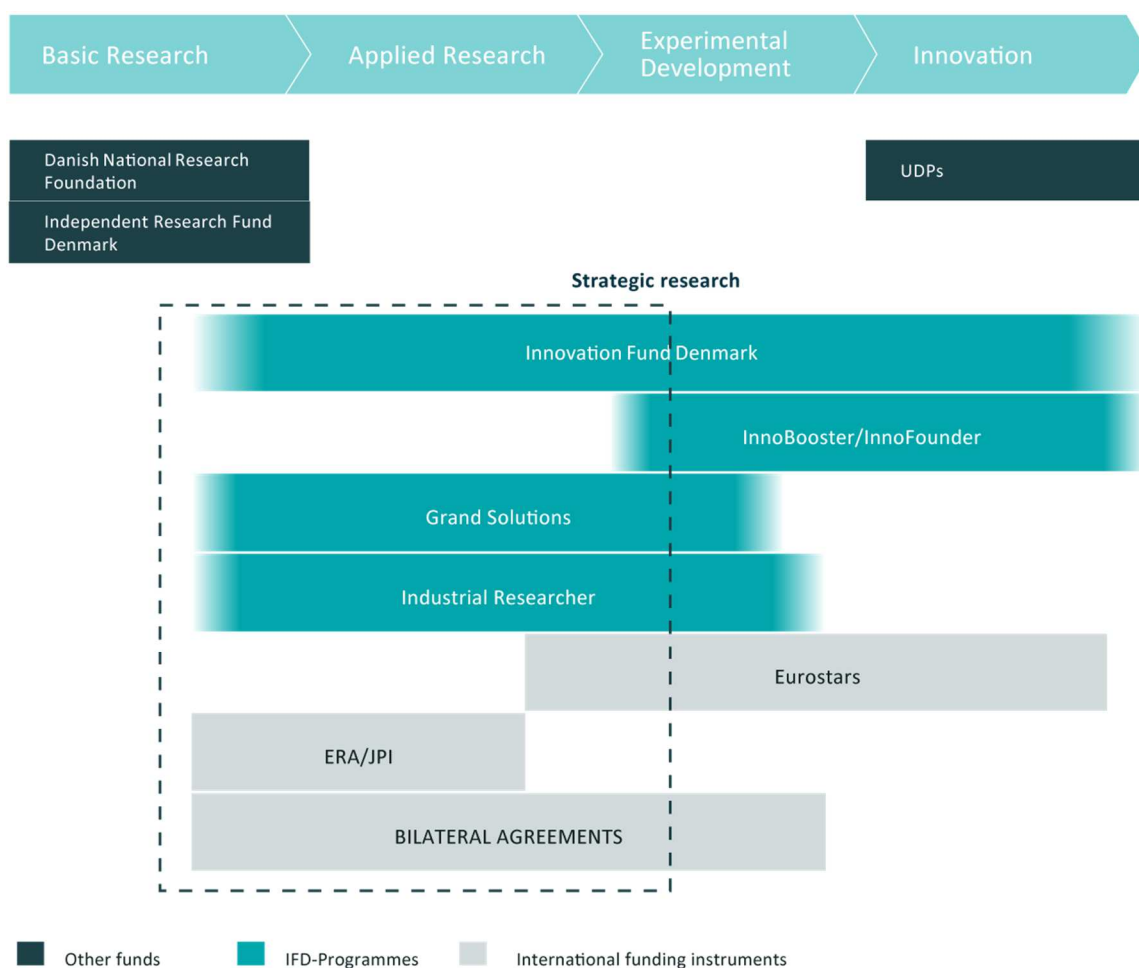 Basic Research
Applied Research
Experimental
Development
Innovation
Danish National Research
Foundation
UDPs
Independent Research Fund
Denmark
Strategic research
Innovation Fund Denmark
InnoBooster/InnoFounder
Grand Solutions
Industrial Researcher
Eurostars
ERA/JPI
BILATERAL AGREEMENTS
Other funds
IFD-Programmes
International funding instruments